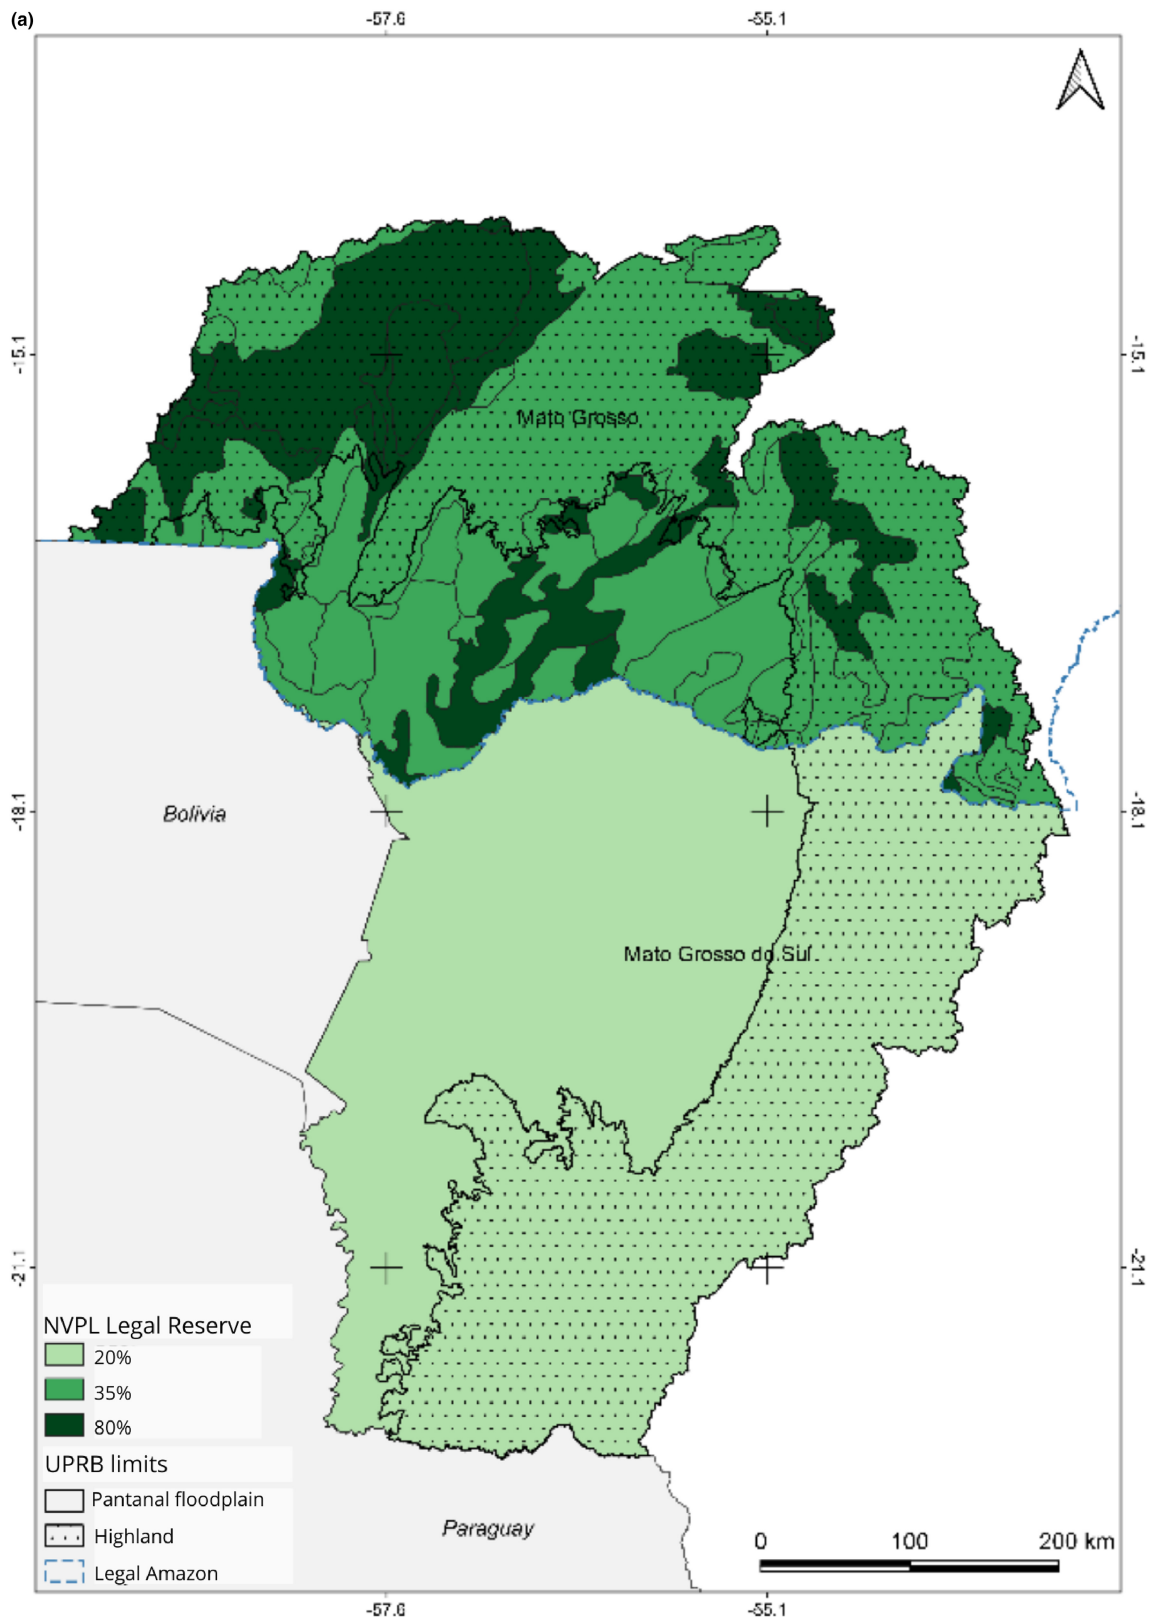 (a)
-57.6 -55.1
-15.1 -15.1
Mato Grosso
Bolivia
-18.1 -18.1
Mato Grosso do Sul
-21.1 -21.1
NVPL Legal Reserve
20%
35%
80%
UPRB limits
Pantanal floodplain
Highland
Legal Amazon
Paraguay
0 100 200 km
-57.6 -55.1